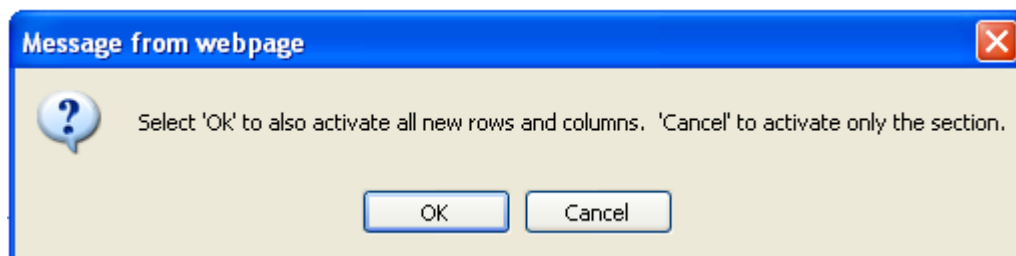 Message from webpage
Select 'Ok' to also activate all new rows and columns.  'Cancel' to activate only the section.
OK
Cancel